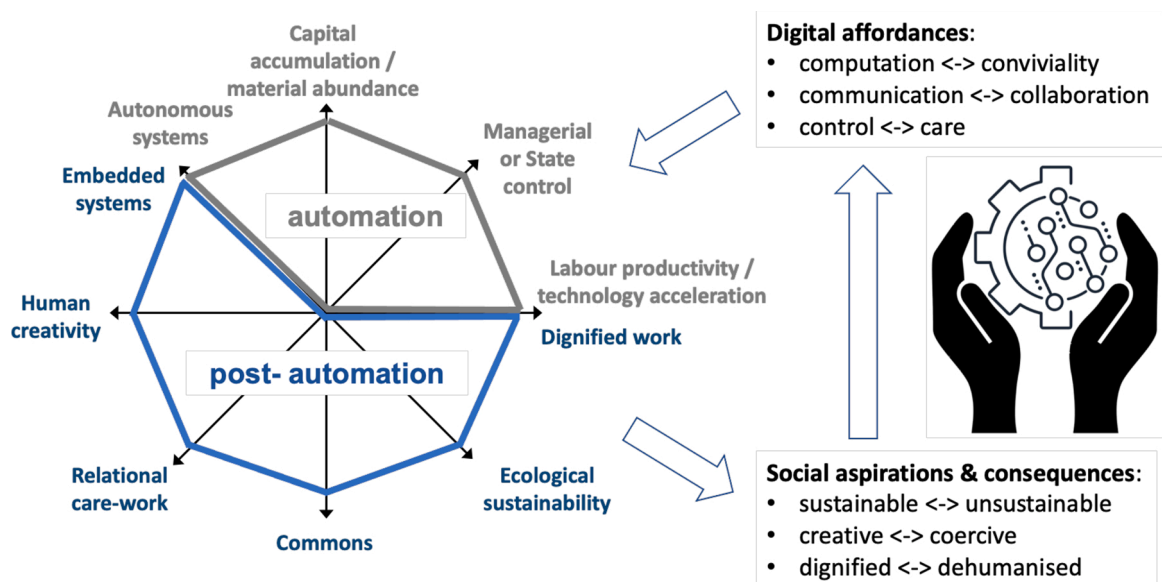 Capital
accumulation /
material abundance
Autonomous
systems
Managerial
or State
control
Embedded
systems
automation
Labour productivity /
technology acceleration
Human
creativity
Dignified work
post- automation
Relational
care-work
Ecological
sustainability
Commons
Digital affordances:
• computation <-> conviviality
• communication <-> collaboration
• control <-> care
Social aspirations & consequences:
• sustainable <-> unsustainable
• creative <-> coercive
• dignified <-> dehumanised